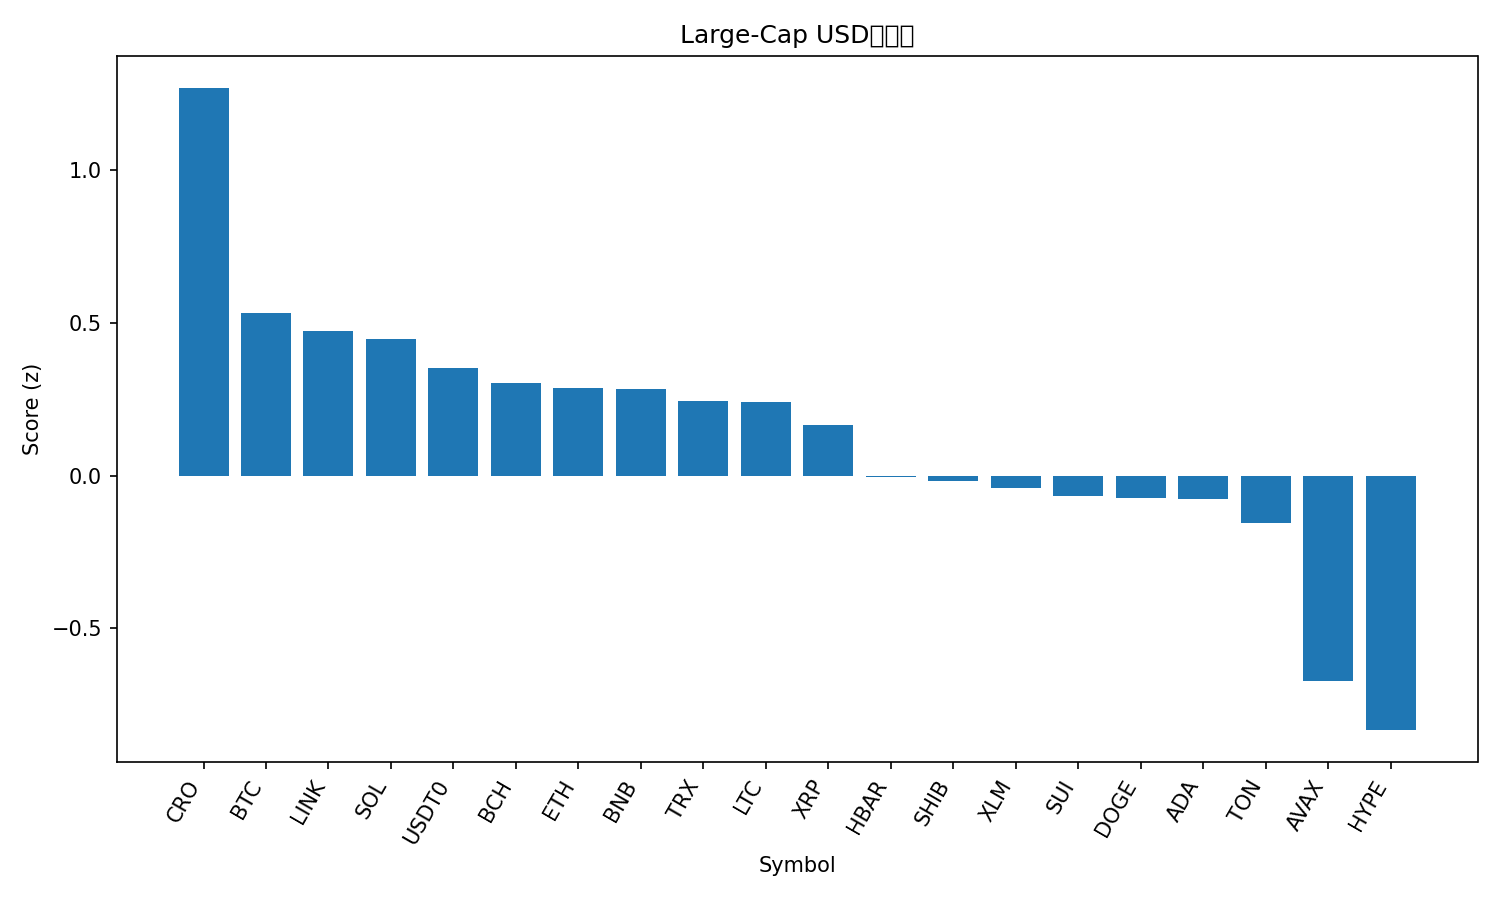 Large-Cap USD
Score (z)
1.0
0.5
0.0
−0.5
CRO
BTC
LINK
SOL
USDT0
BCH
ETH
BNB
TRX
LTC
XRP
HBAR
SHIB
XLM
SUI
DOGE
ADA
TON
AVAX
HYPE
Symbol